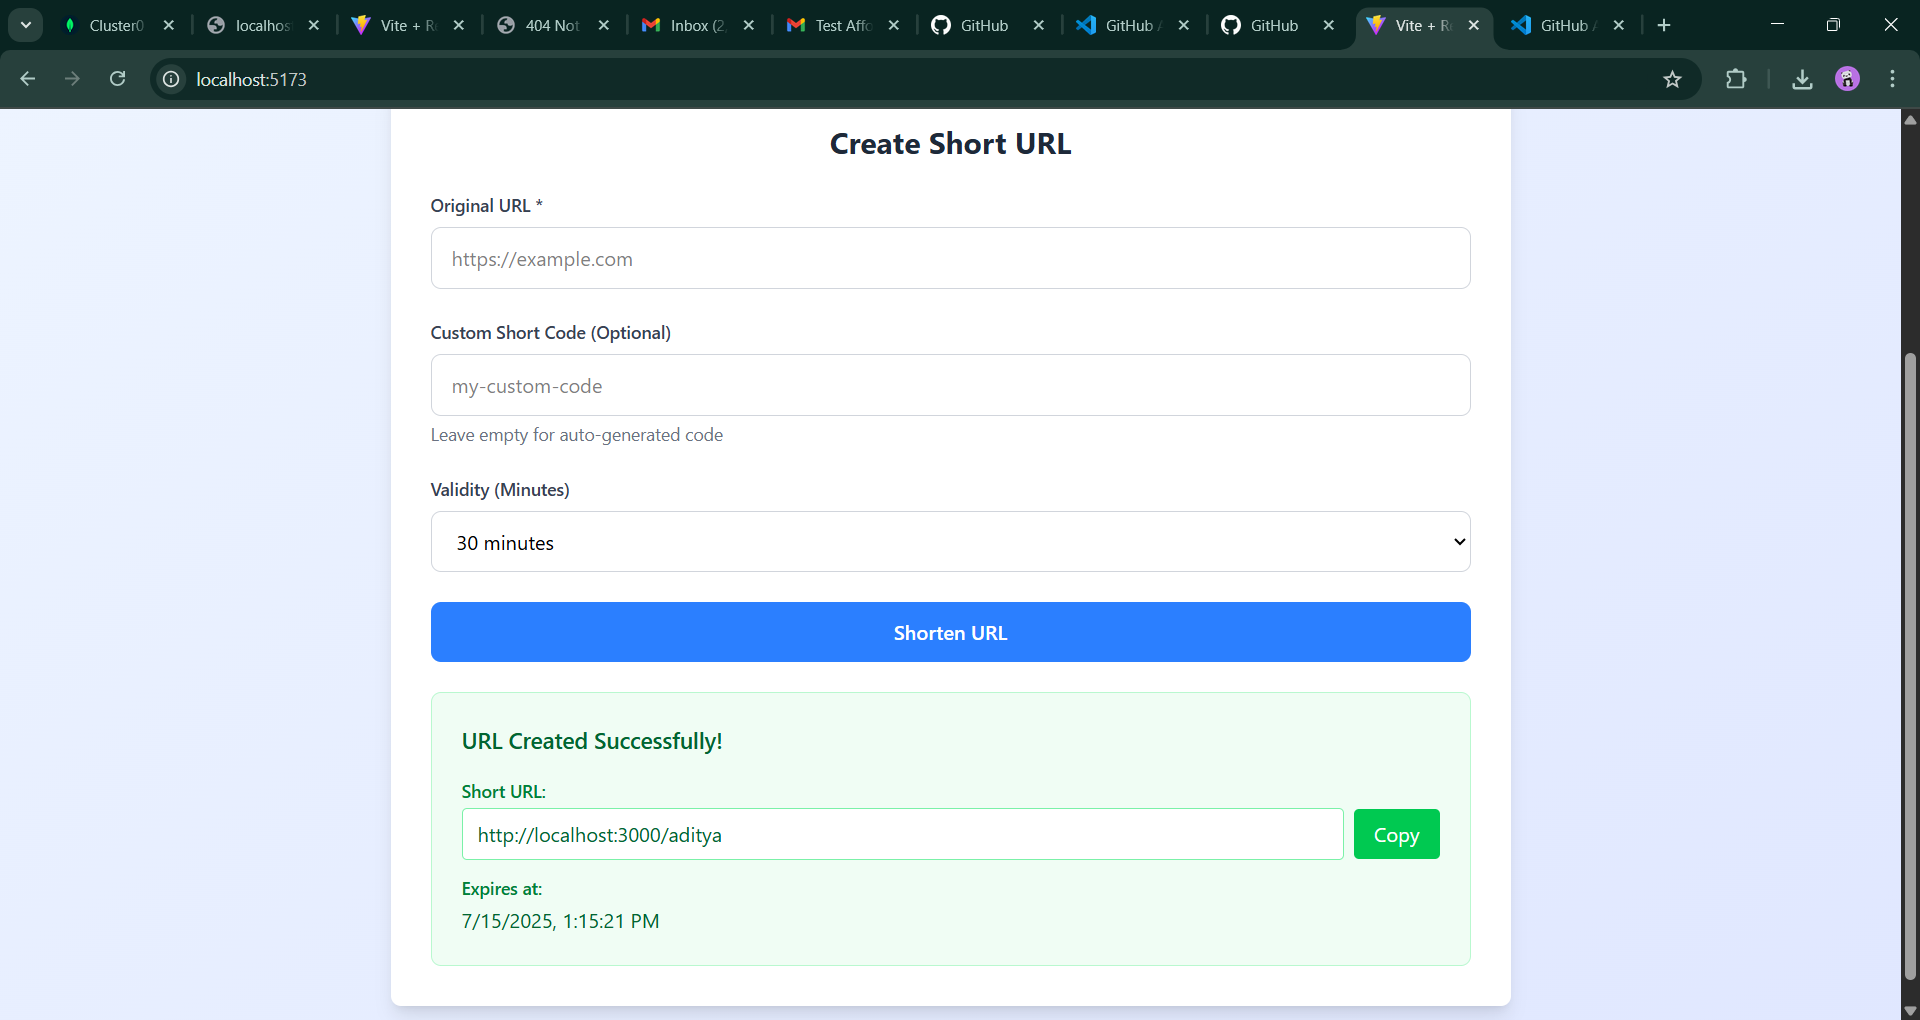 Cluster0
localhos
Vite + Re
404 Not
Inbox (2
Test Affo
GitHub
GitHub A
GitHub
Vite + Re
GitHub A
localhost:5173
Create Short URL
Original URL *
https://example.com
Custom Short Code (Optional)
my-custom-code
Leave empty for auto-generated code
Validity (Minutes)
30 minutes
Shorten URL
URL Created Successfully!
Short URL:
http://localhost:3000/aditya
Copy
Expires at:
7/15/2025, 1:15:21 PM